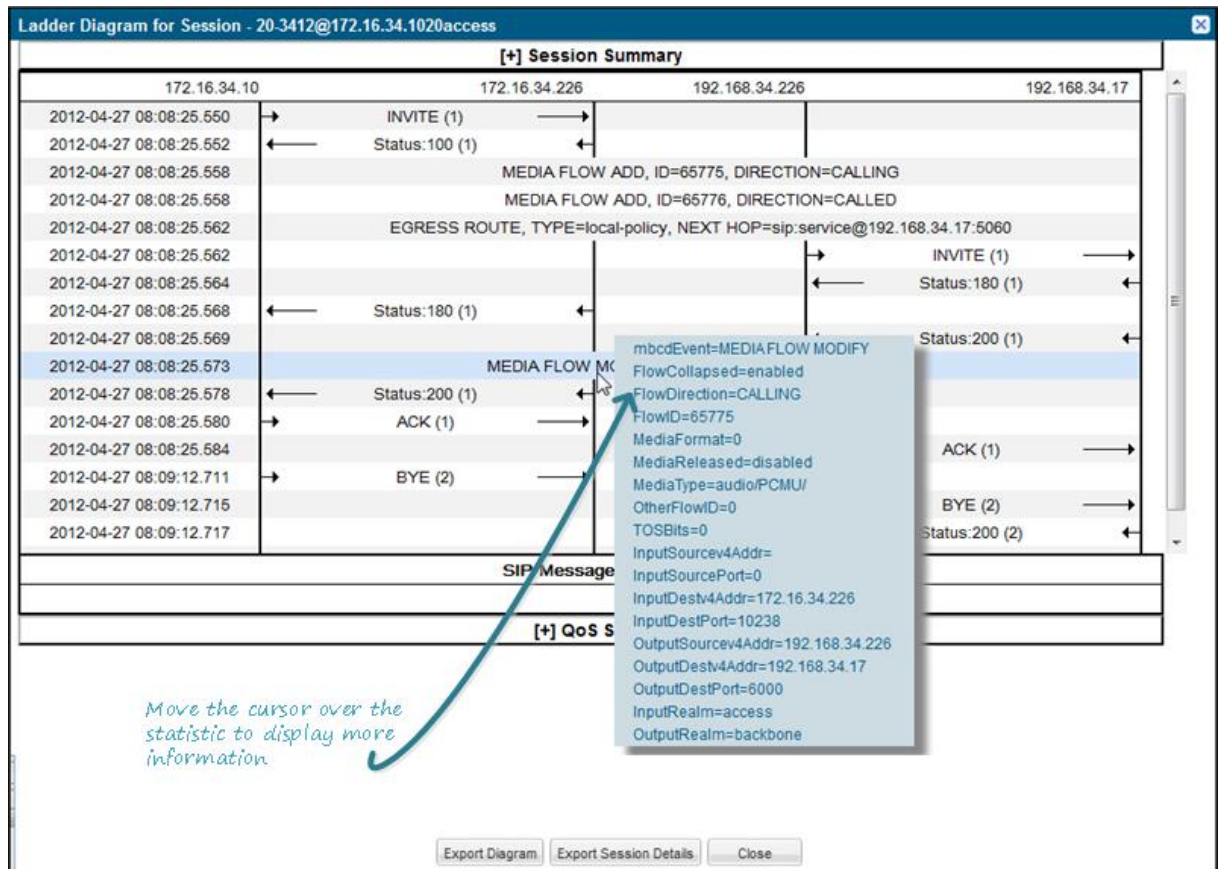 Ladder Diagram for Session - 20-3412@172.16.34.1020access
[+] Session Summary
172.16.34.10 172.16.34.226 192.168.34.226 192.168.34.17
2012-04-27 08:08:25.550 INVITE (1)
2012-04-27 08:08:25.552 Status:100 (1)
2012-04-27 08:08:25.558 MEDIA FLOW ADD, ID=65775, DIRECTION=CALLING
2012-04-27 08:08:25.558 MEDIA FLOW ADD, ID=65776, DIRECTION=CALLED
2012-04-27 08:08:25.562 EGRESS ROUTE, TYPE=local-policy, NEXT HOP=sip:service@192.168.34.17:5060
2012-04-27 08:08:25.562 INVITE (1)
2012-04-27 08:08:25.564 Status:180 (1)
2012-04-27 08:08:25.568 Status:180 (1)
2012-04-27 08:08:25.569 Status:200 (1)
2012-04-27 08:08:25.573 MEDIA FLOW
2012-04-27 08:08:25.578 Status:200 (1)
2012-04-27 08:08:25.580 ACK (1)
2012-04-27 08:08:25.584 ACK (1)
2012-04-27 08:09:12.711 BYE (2)
2012-04-27 08:09:12.715 BYE (2)
2012-04-27 08:09:12.717 Status:200 (2)
mbcdEvent=MEDIA FLOW MODIFY
FlowCollapsed=enabled
FlowDirection=CALLING
FlowID=65775
MediaFormat=0
MediaReleased=disabled
MediaType=audio/PCMU/
OtherFlowID=0
TOSBits=0
InputSourcev4Addr=
InputSourcePort=0
InputDestv4Addr=172.16.34.226
InputDestPort=10238
OutputSourcev4Addr=192.168.34.226
OutputDestv4Addr=192.168.34.17
OutputDestPort=6000
InputRealm=access
OutputRealm=backbone
SIP Message
[+] QoS S
Move the cursor over the
statistic to display more
information
Export Diagram Export Session Details Close